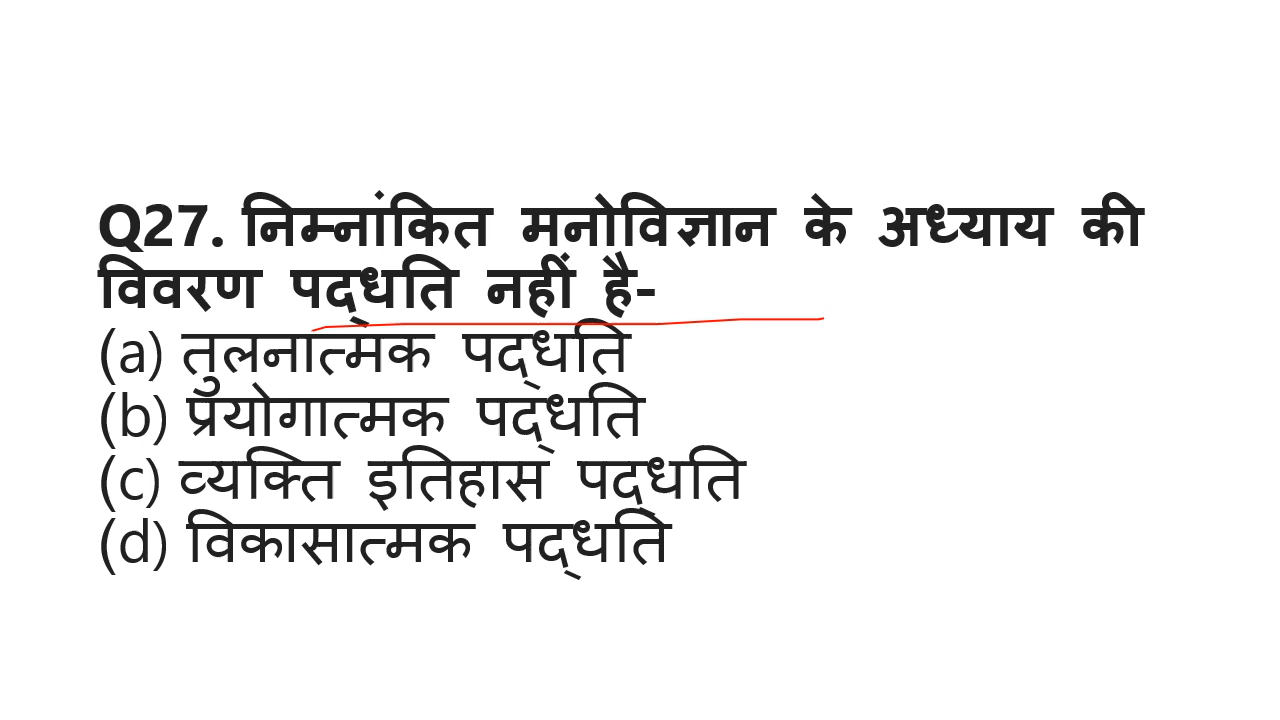 Q27. निम्नांकित मनोविज्ञान के अध्याय की
विवरण पद्धति नहीं है-
(a) तुलनात्मक पद्धति
(b) प्रयोगात्मक पद्धति
(c) व्यक्ति इतिहास पद्धति
(d) विकासात्मक पद्धति